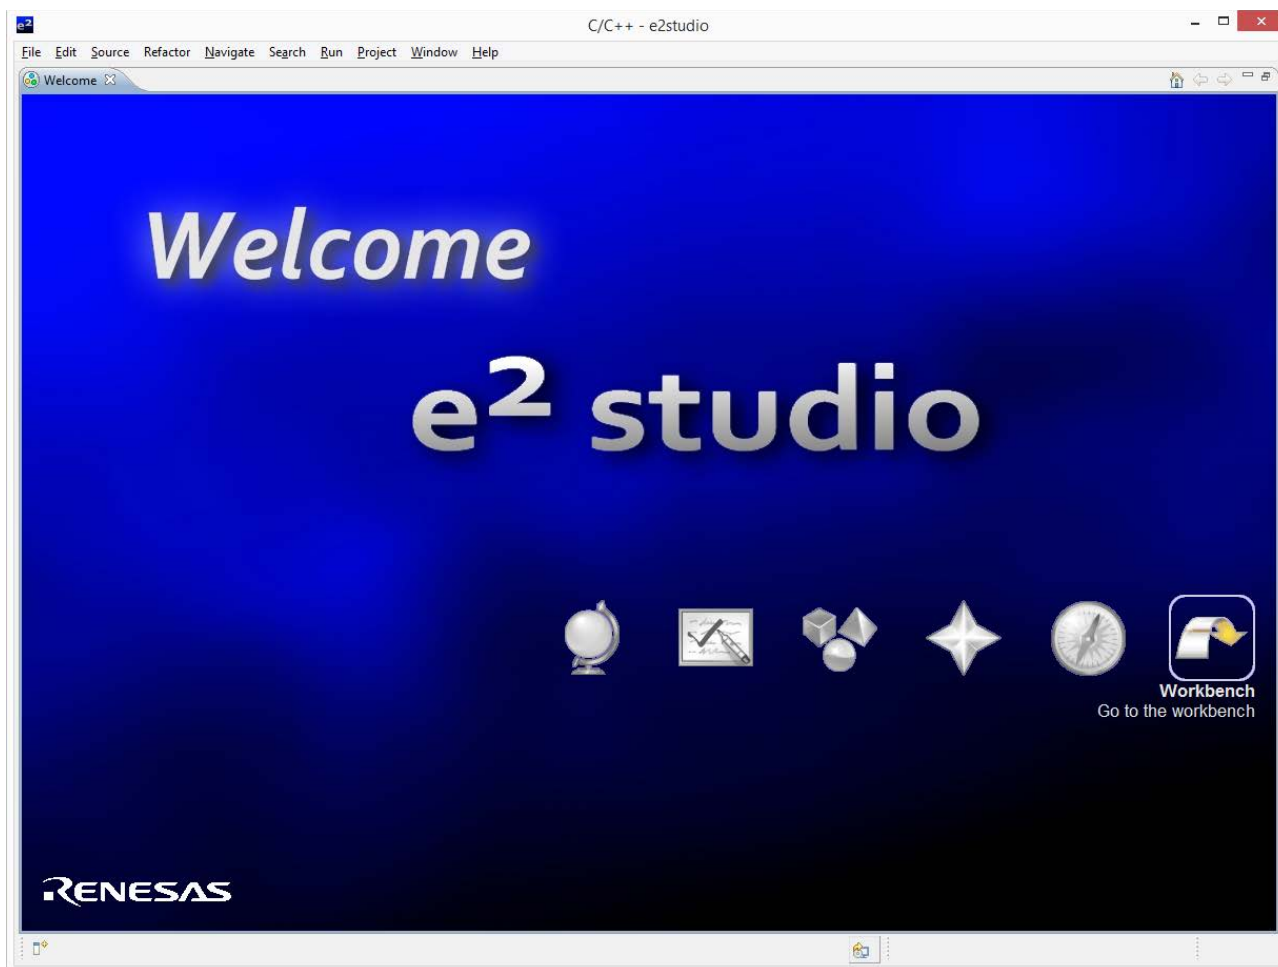 e²
C/C++ - e2studio
File Edit Source Refactor Navigate Search Run Project Window Help
Welcome
Welcome
e² studio
Workbench
Go to the workbench
RENESAS